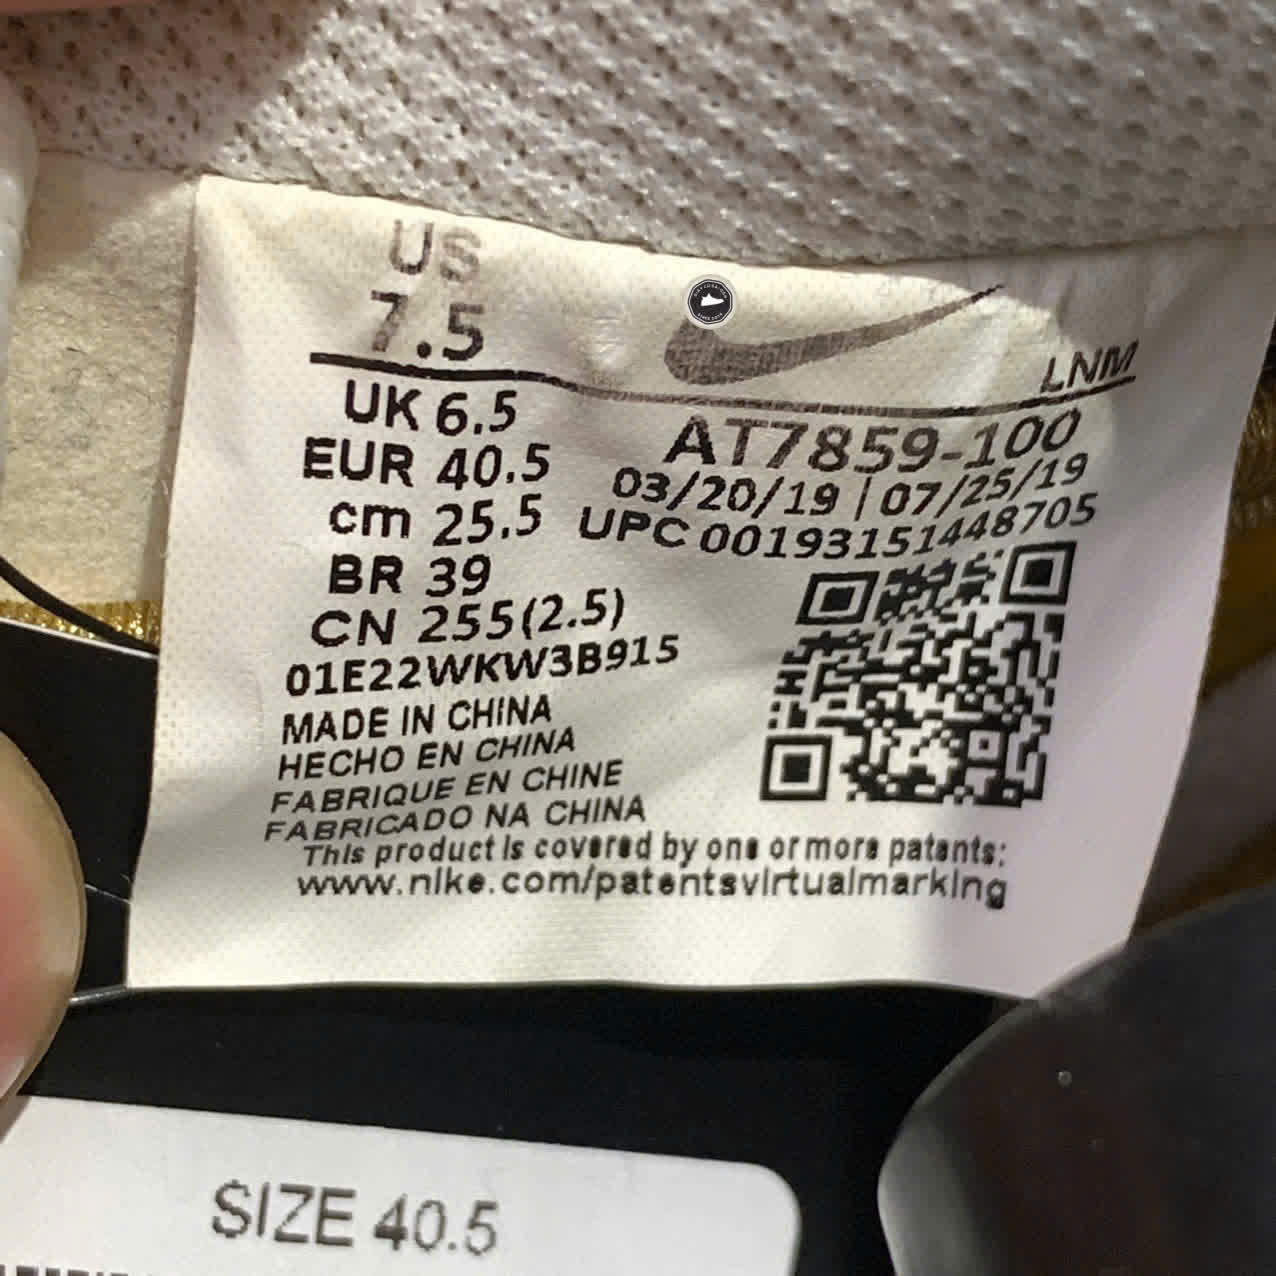 US
7.5
LNM
UK 6.5
EUR 40.5
cm 25.5
BR 39
CN 255(2.5)
01E22WKW3B915
AT7859-100
03/20/19 | 07/25/19
UPC 00193151448705
MADE IN CHINA
HECHO EN CHINA
FABRIQUE EN CHINE
FABRICADO NA CHINA
This product is covered by one or more patents:
www.nike.com/patentsvirtualmarking
SIZE 40.5